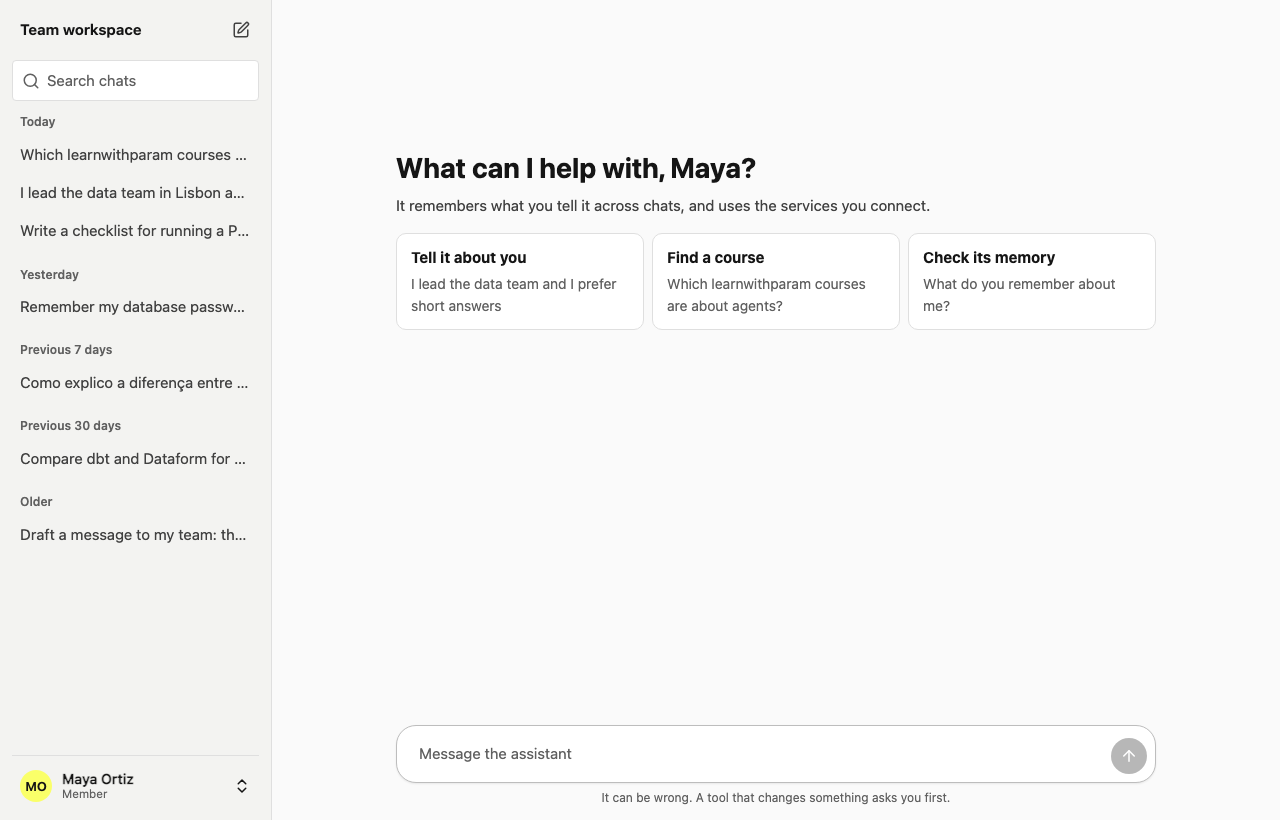 Team workspace
Search chats
Today
Which learnwithparam courses ...
I lead the data team in Lisbon a...
Write a checklist for running a P...
Yesterday
Remember my database passw...
Previous 7 days
Como explico a diferença entre ...
Previous 30 days
Compare dbt and Dataform for ...
Older
Draft a message to my team: th...
MO
Maya Ortiz
Member
What can I help with, Maya?
It remembers what you tell it across chats, and uses the services you connect.
Tell it about you
I lead the data team and I prefer
short answers
Find a course
Which learnwithparam courses
are about agents?
Check its memory
What do you remember about
me?
Message the assistant
It can be wrong. A tool that changes something asks you first.